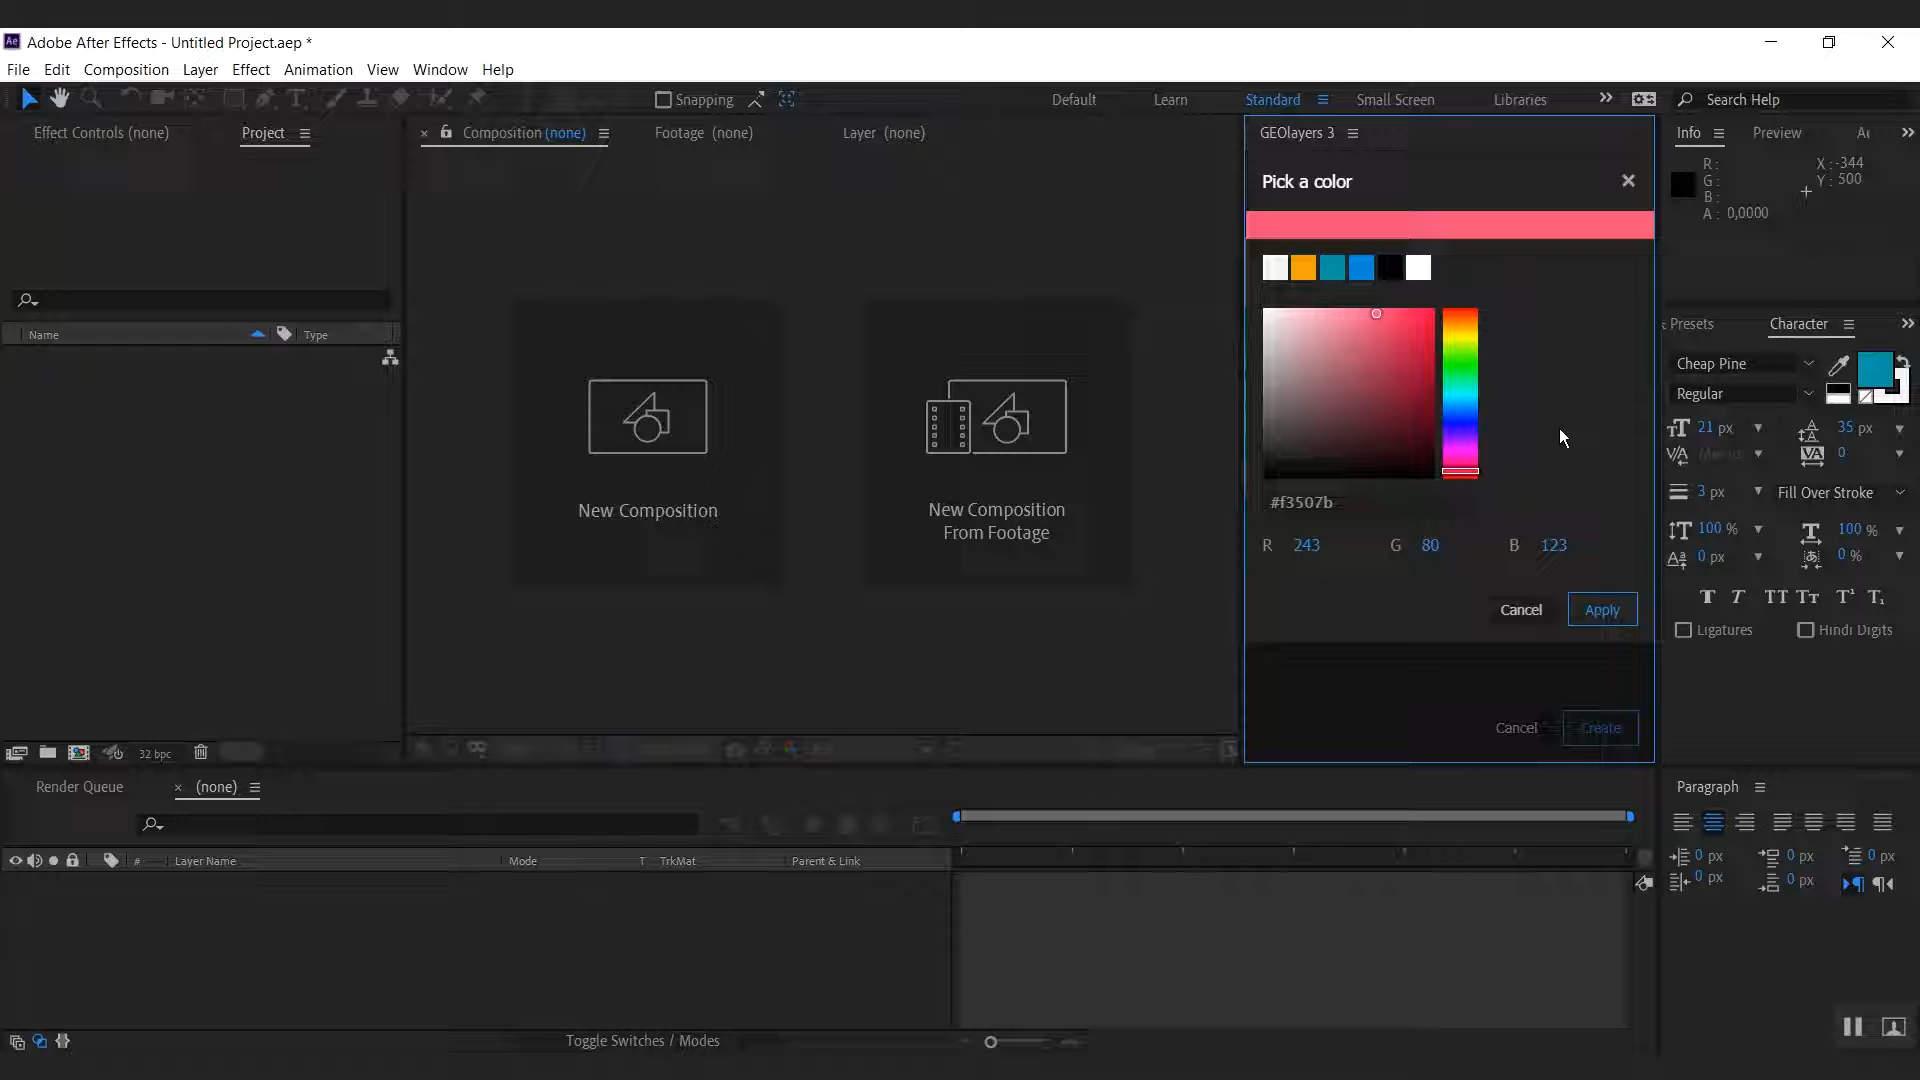 Adobe After Effects - Untitled Project.aep *
File Edit Composition Layer Effect Animation View Window Help
Snapping
Default Learn Standard Small Screen Libraries Search Help
Effect Controls (none) Project
Composition (none) Footage (none) Layer (none)
GEOlayers 3
Info Preview
Pick a color
R :
G :
B :
A : 0,0000
X :-344
Y : 500
Name Type
New Composition
New Composition
From Footage
#f3507b
R 243 G 80 B 123
Cancel Apply
Cancel Create
Presets Character
Cheap Pine
Regular
21 px 35 px
0
3 px Fill Over Stroke
100 % 100 %
0 px 0 %
Ligatures Hindi Digits
32 bpc
Render Queue (none)
# Layer Name Mode T TrkMat Parent & Link
Toggle Switches / Modes
Paragraph
0 px 0 px 0 px
0 px 0 px